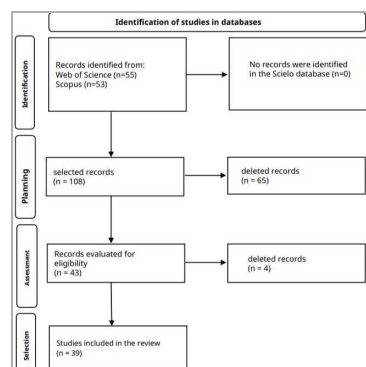 Identification of studies in databases
Identification
Records identified from:
Web of Science (n=55)
Scopus (n=53)
No records were identified
in the Scielo database (n=0)
Planning
selected records
(n = 108)
deleted records
(n = 65)
Assessment
Records evaluated for
eligibility
(n = 43)
deleted records
(n = 4)
Selection
Studies included in the review
(n = 39)